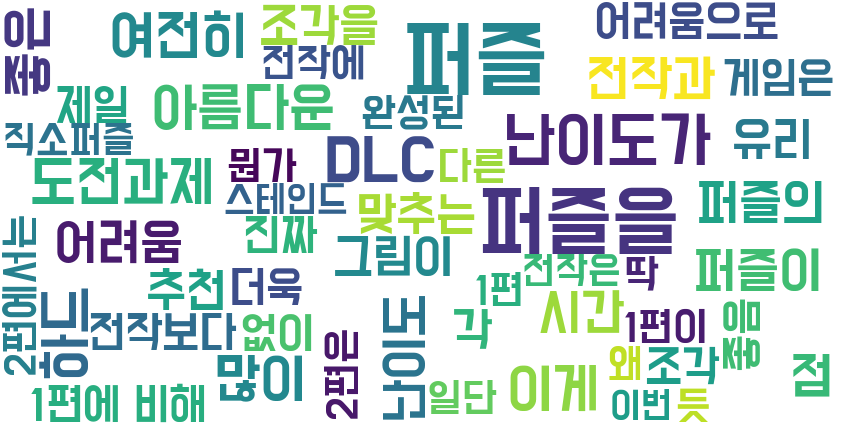 좋은
여전히
조각을
전작에
퍼즐
어려움으로
전작과
게임은
제일
아름다운
완성된
직소퍼즐
뭔가
DLC
다른
난이도가
유리
도전과제
스테인드
맞추는
퍼즐을
퍼즐의
어려움
진짜
그림이
2편에서는
추천
더욱
1편
전작은
딱
퍼즐이
전작보다
없이
난이도
각
시간
1편이
좋음
많이
2편은
왜
조각
점
1편에 비해
일단
이게
이번
듯